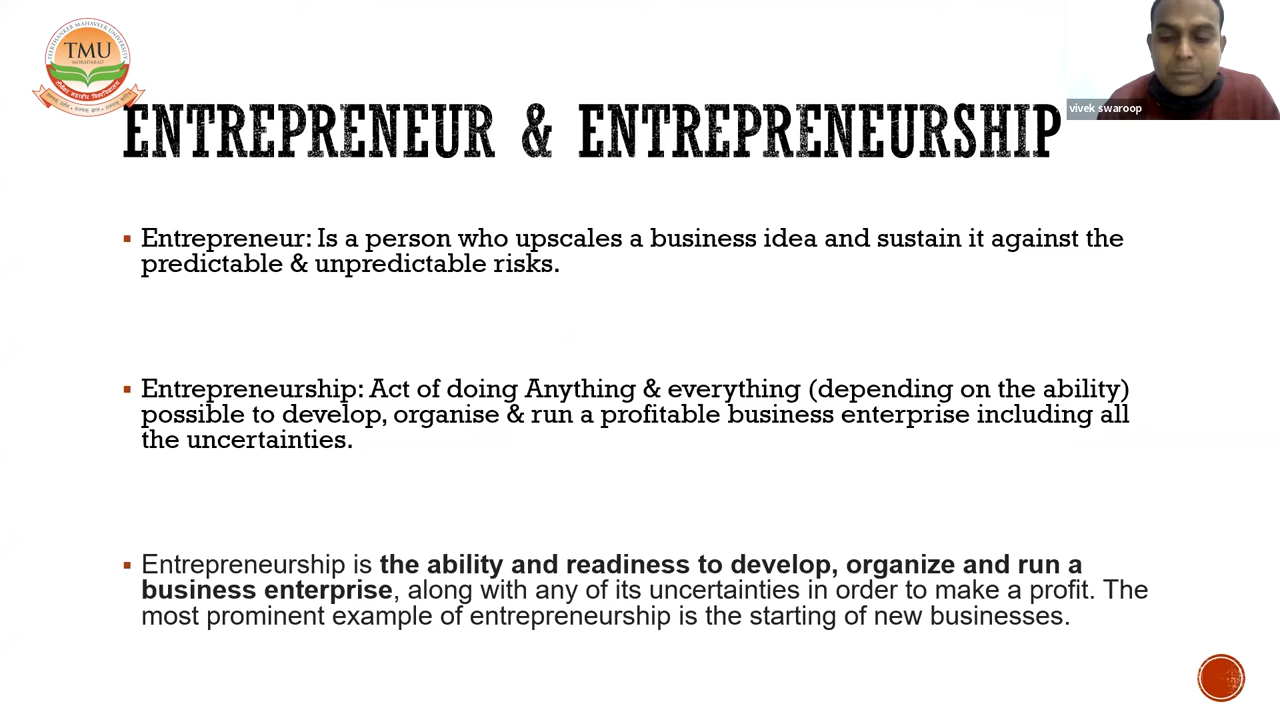 TEERTHANKER MAHAVEER UNIVERSITY
TMU
MORADABAD
vivek swaroop
ENTREPRENEUR & ENTREPRENEURSHIP
▪ Entrepreneur: Is a person who upscales a business idea and sustain it against the
predictable & unpredictable risks.
▪ Entrepreneurship: Act of doing Anything & everything (depending on the ability)
possible to develop, organise & run a profitable business enterprise including all
the uncertainties.
▪ Entrepreneurship is the ability and readiness to develop, organize and run a
business enterprise, along with any of its uncertainties in order to make a profit. The
most prominent example of entrepreneurship is the starting of new businesses.